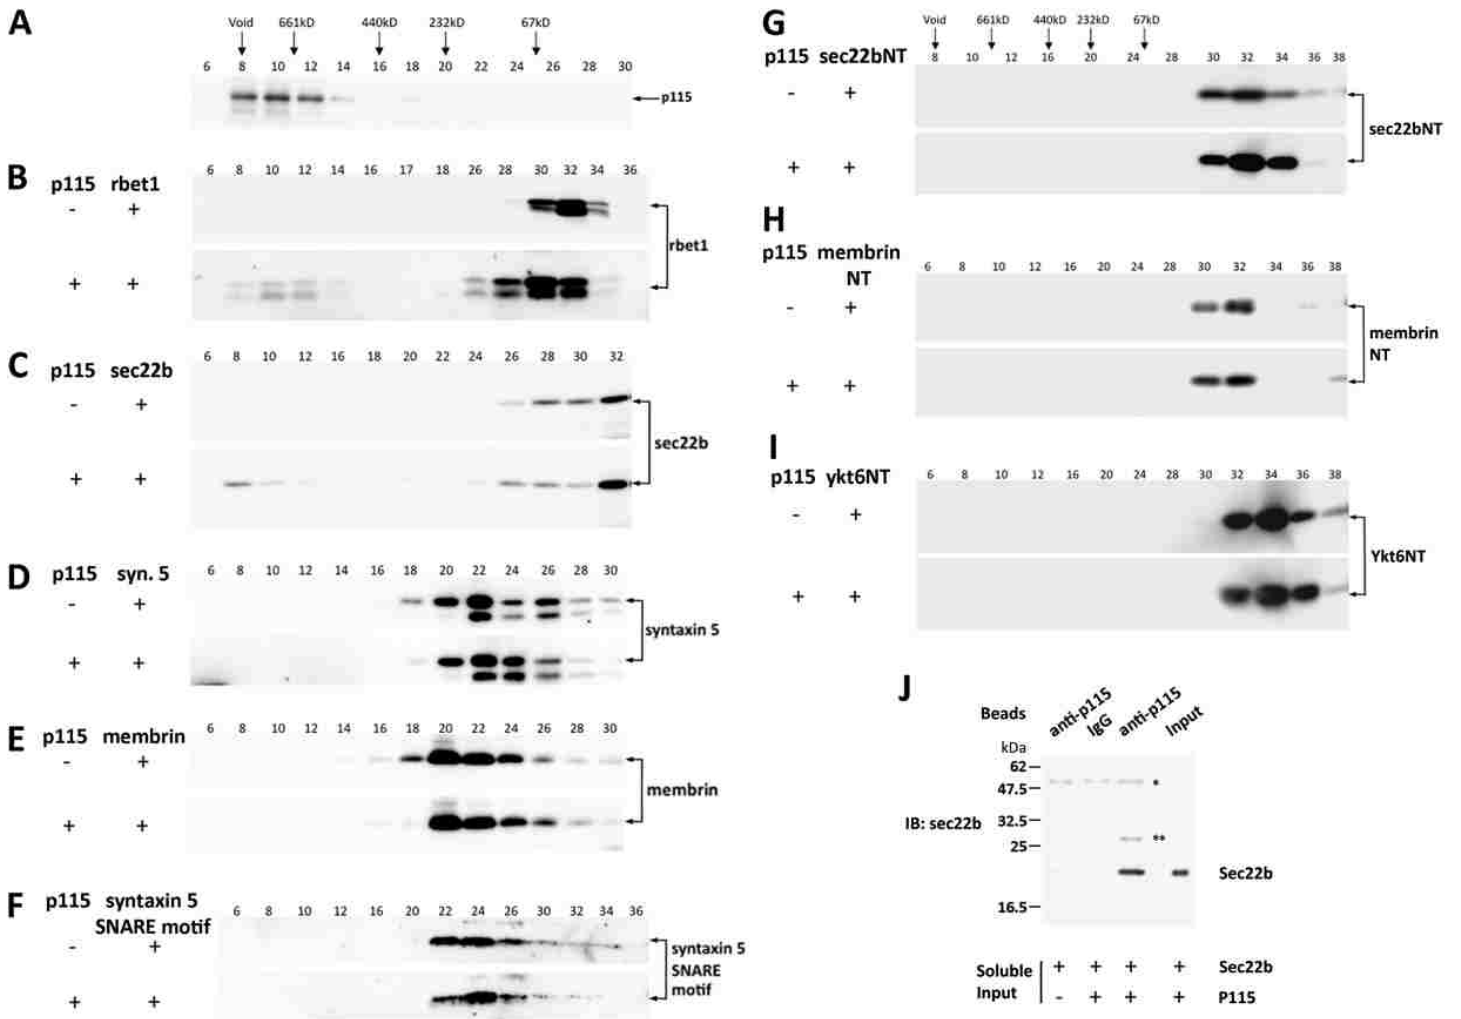 A
Void 661kD 440kD 232kD 67kD
6 8 10 12 14 16 18 20 22 24 26 28 30
p115
B
p115 rbet1
6 8 10 12 14 16 17 18 26 28 30 32 34 36
- +
rbet1
+ +
C
p115 sec22b
6 8 10 12 16 18 20 22 24 26 28 30 32
- +
sec22b
+ +
D
p115 syn. 5
6 8 10 12 14 16 18 20 22 24 26 28 30
- +
syntaxin 5
+ +
E
p115 membrin
6 8 10 12 14 16 18 20 22 24 26 28 30
- +
membrin
+ +
F
p115 syntaxin 5
SNARE motif
6 8 10 12 16 20 22 24 26 30 32 34 36
- +
syntaxin 5
SNARE
motif
+ +
G
Void 661kD 440kD 232kD 67kD
p115 sec22bNT
8 10 12 16 20 24 28 30 32 34 36 38
- +
sec22bNT
+ +
H
p115 membrin
NT
6 8 10 12 16 20 24 28 30 32 34 36 38
- +
membrin
NT
+ +
I
p115 ykt6NT
6 8 10 12 16 20 24 28 30 32 34 36 38
- +
Ykt6NT
+ +
J
Beads anti-p115 IgG anti-p115 Input
kDa
62
47.5 *
32.5
IB: sec22b
25 **
Sec22b
16.5
Soluble
Input
+ + + + Sec22b
- + + + P115